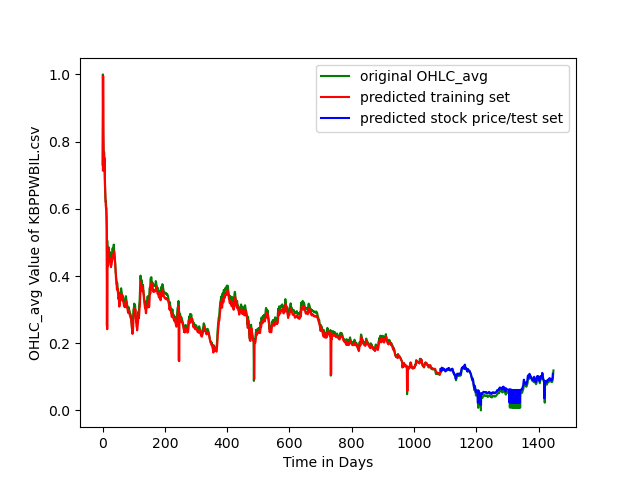 original OHLC_avg
predicted training set
predicted stock price/test set
OHLC_avg Value of KBPPWBIL.csv
1.0
0.8
0.6
0.4
0.2
0.0
0 200 400 600 800 1000 1200 1400
Time in Days